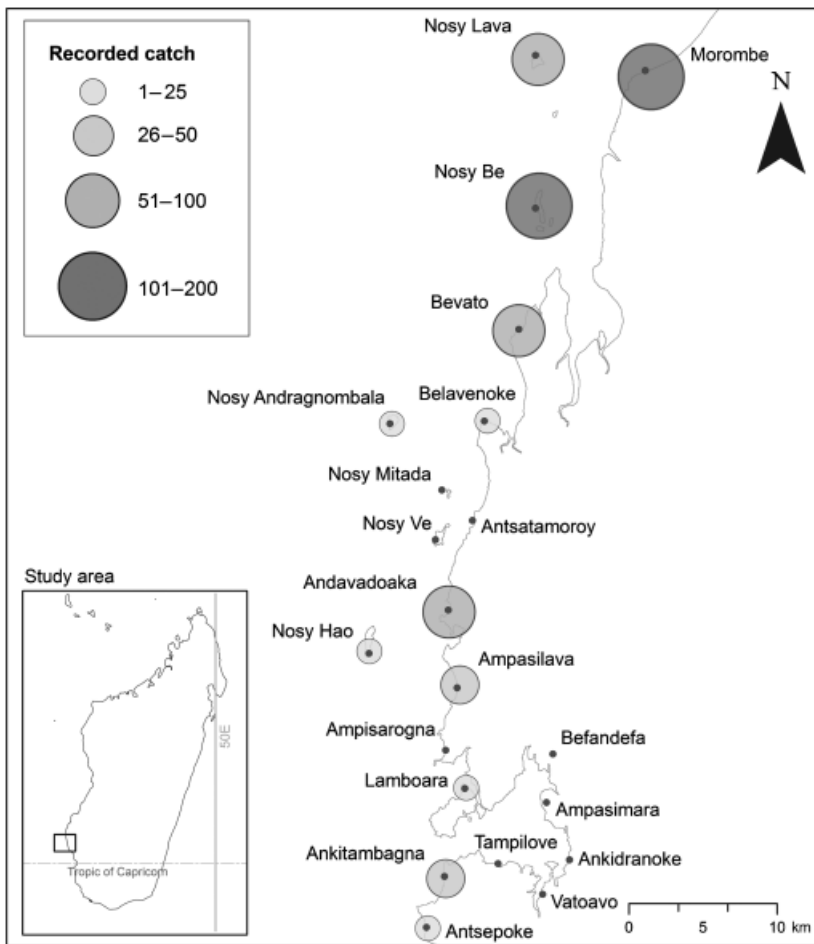 Recorded catch
1–25
26–50
51–100
101–200
Nosy Lava
Morombe
N
Nosy Be
Bevato
Nosy Andragnombala
Belavenoke
Nosy Mitada
Nosy Ve
Antsatamoroy
Andavadoaka
Nosy Hao
Ampasilava
Ampisarogna
Befandefa
Lamboara
Ampasimara
Tampilove
Ankitambagna
Ankidranoke
Vatoavo
Antsepoke
0 5 10 km
Study area
50E
Tropic of Capricorn